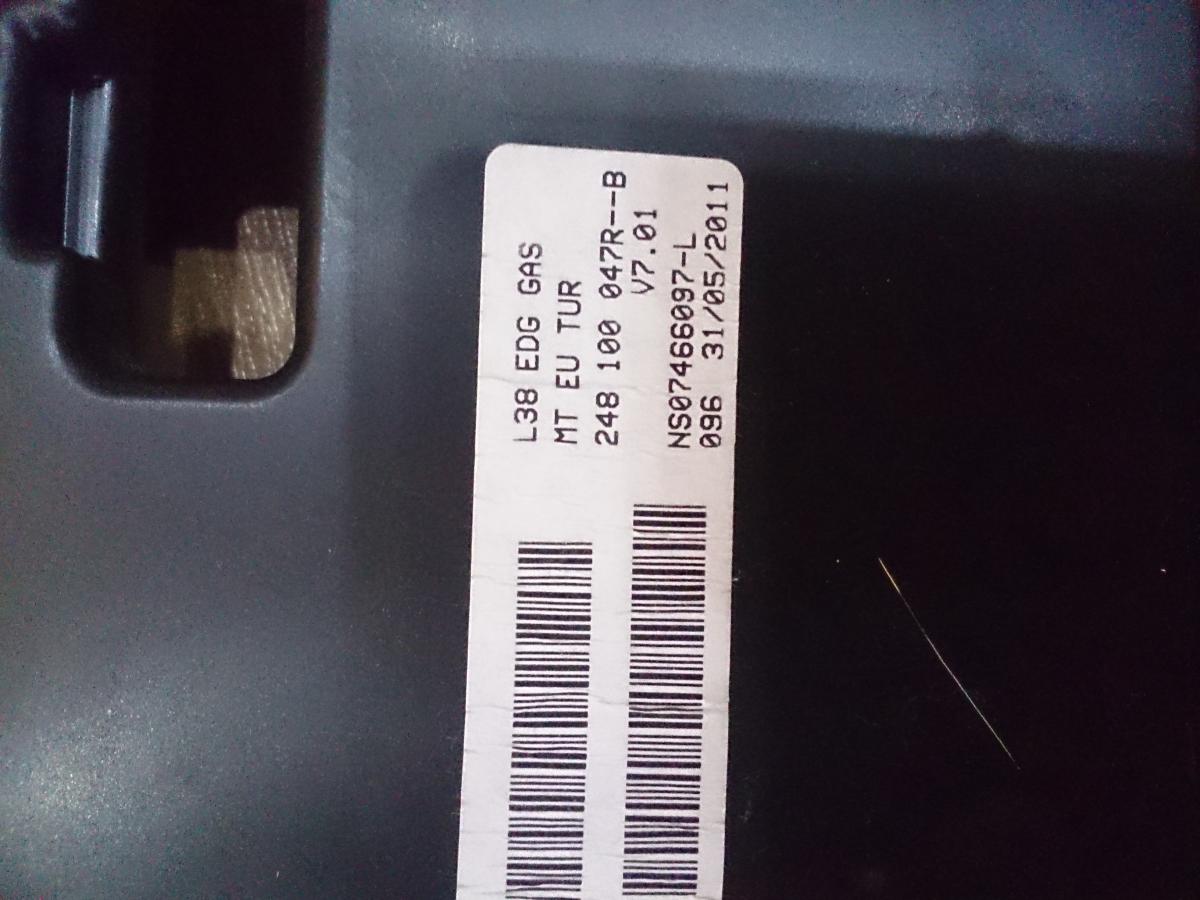 L38 EDG GAS
MT EU TUR
248 100 047R--B
V7.01
NS07466097-L
096 31/05/2011